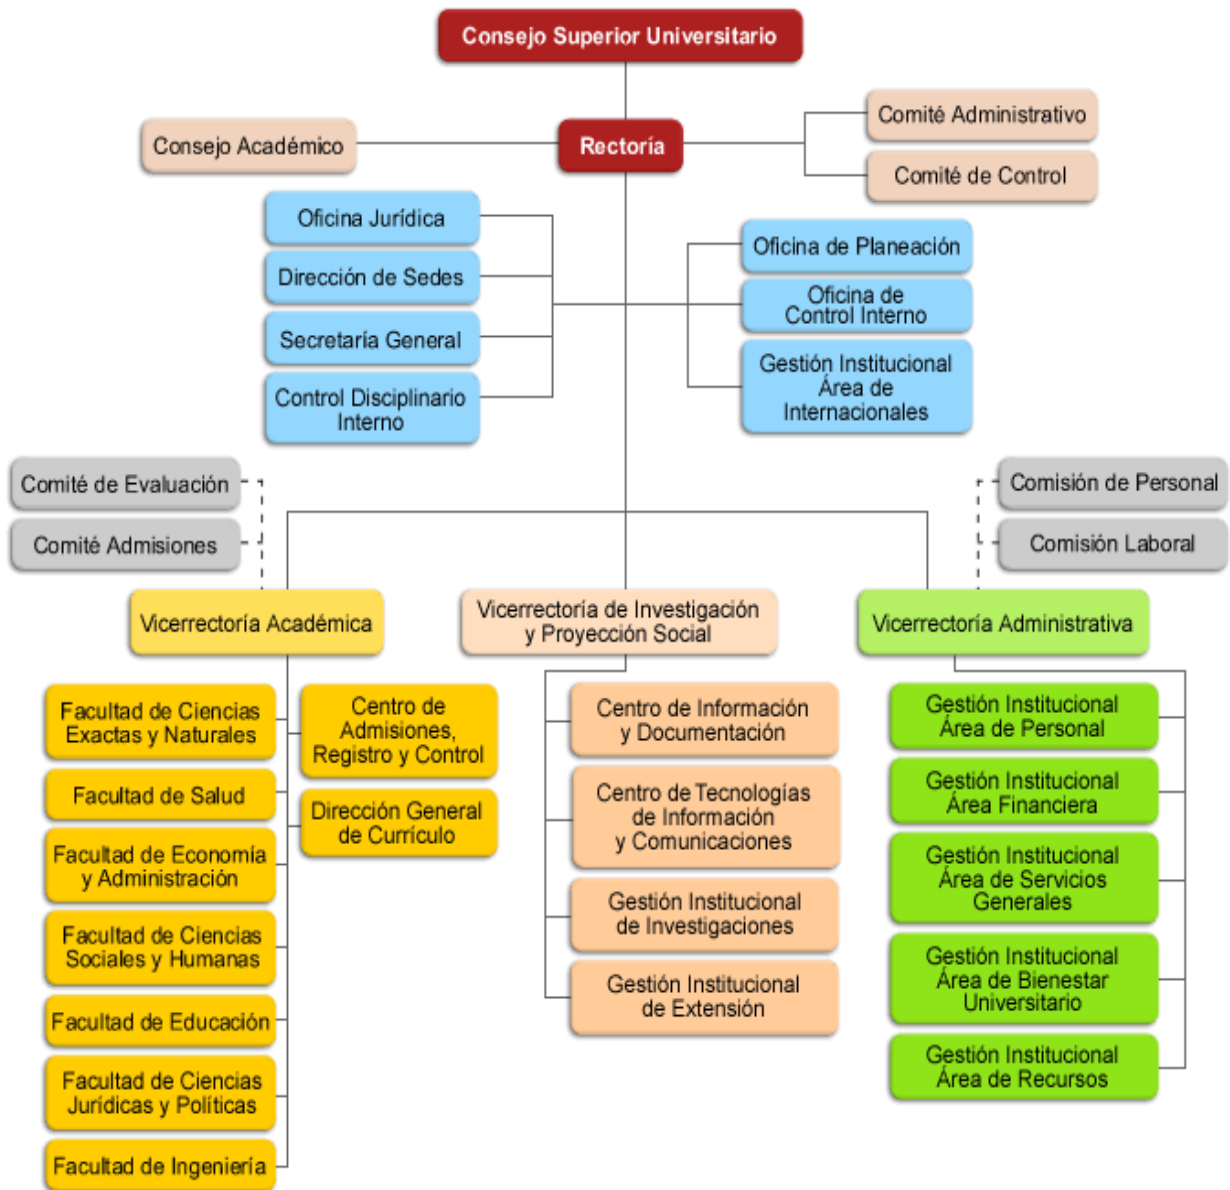 Consejo Superior Universitario
Consejo Académico
Rectoría
Comité Administrativo
Comité de Control
Oficina Jurídica
Dirección de Sedes
Secretaría General
Control Disciplinario
Interno
Oficina de Planeación
Oficina de
Control Interno
Gestión Institucional
Área de
Internacionales
Comité de Evaluación
Comité Admisiones
Comisión de Personal
Comisión Laboral
Vicerrectoría Académica
Vicerrectoría de Investigación
y Proyección Social
Vicerrectoría Administrativa
Facultad de Ciencias
Exactas y Naturales
Facultad de Salud
Facultad de Economía
y Administración
Facultad de Ciencias
Sociales y Humanas
Facultad de Educación
Facultad de Ciencias
Jurídicas y Políticas
Facultad de Ingeniería
Centro de
Admisiones,
Registro y Control
Dirección General
de Currículo
Centro de Información
y Documentación
Centro de Tecnologías
de Información
y Comunicaciones
Gestión Institucional
de Investigaciones
Gestión Institucional
de Extensión
Gestión Institucional
Área de Personal
Gestión Institucional
Área Financiera
Gestión Institucional
Área de Servicios
Generales
Gestión Institucional
Área de Bienestar
Universitario
Gestión Institucional
Área de Recursos